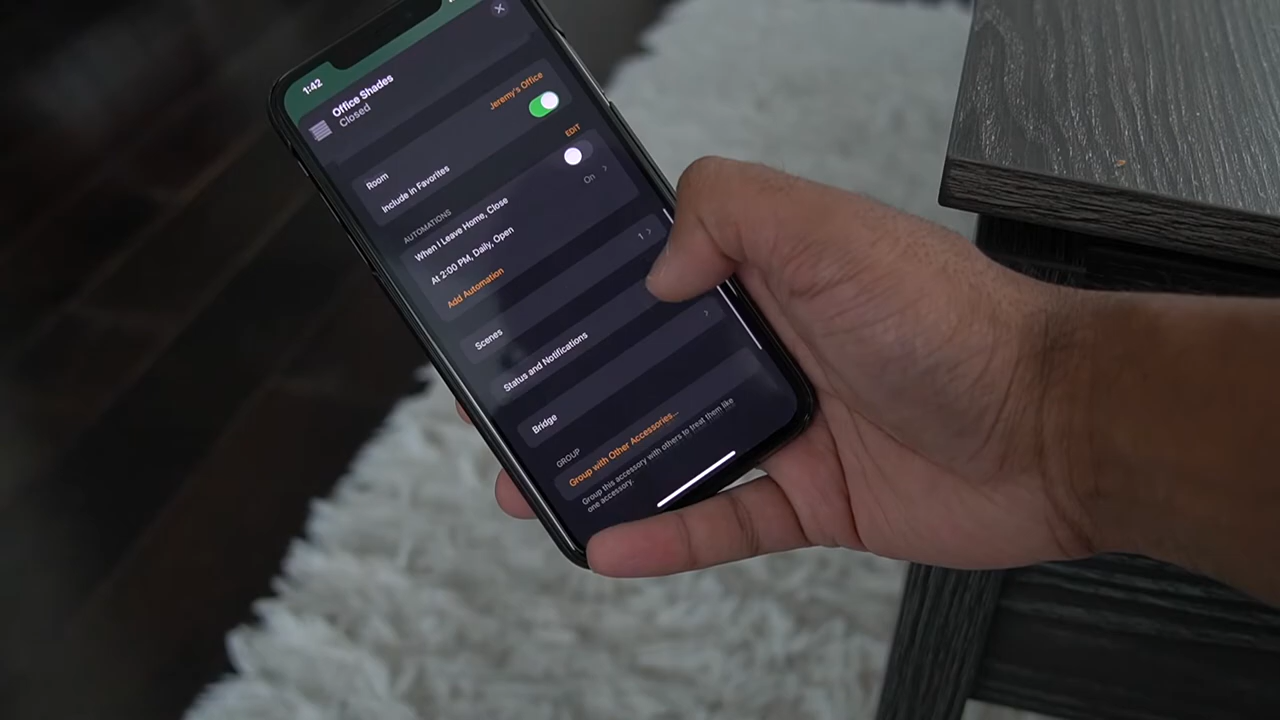 1:42
Office Shades
Closed
Room
Jeremy's Office
Include in Favorites
AUTOMATIONS
EDIT
When I Leave Home, Close
At 2:00 PM, Daily, Open
On
Add Automation
Scenes
1
Status and Notifications
Bridge
GROUP
Group with Other Accessories...
Group this accessory with others to treat them like
one accessory.